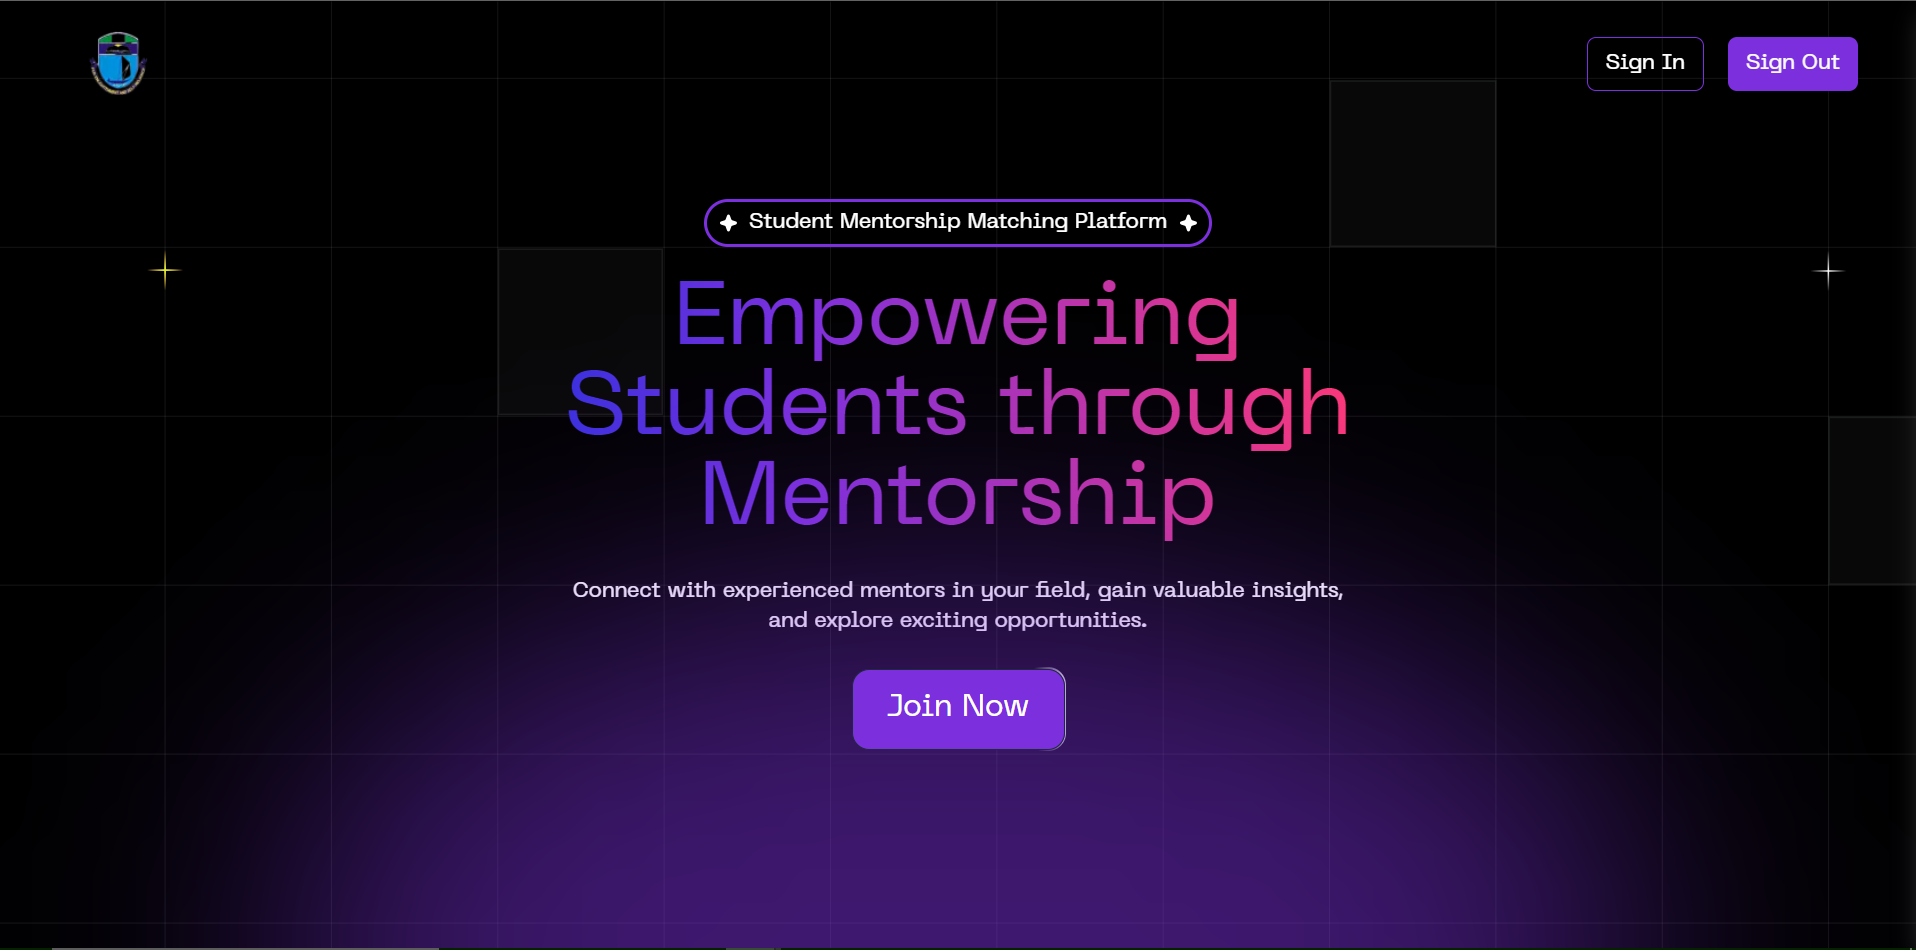 Sign In
Sign Out
Student Mentorship Matching Platform
Empowering
Students through
Mentorship
Connect with experienced mentors in your field, gain valuable insights,
and explore exciting opportunities.
Join Now